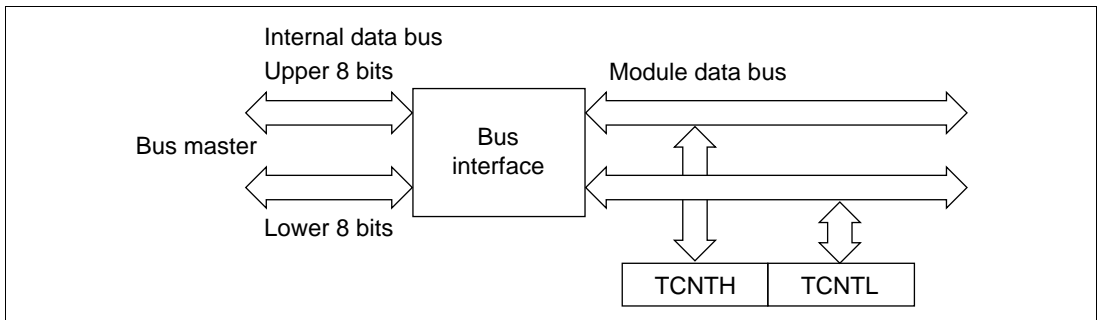 Internal data bus
Upper 8 bits
Module data bus
Bus
interface
Bus master
Lower 8 bits
TCNTH
TCNTL